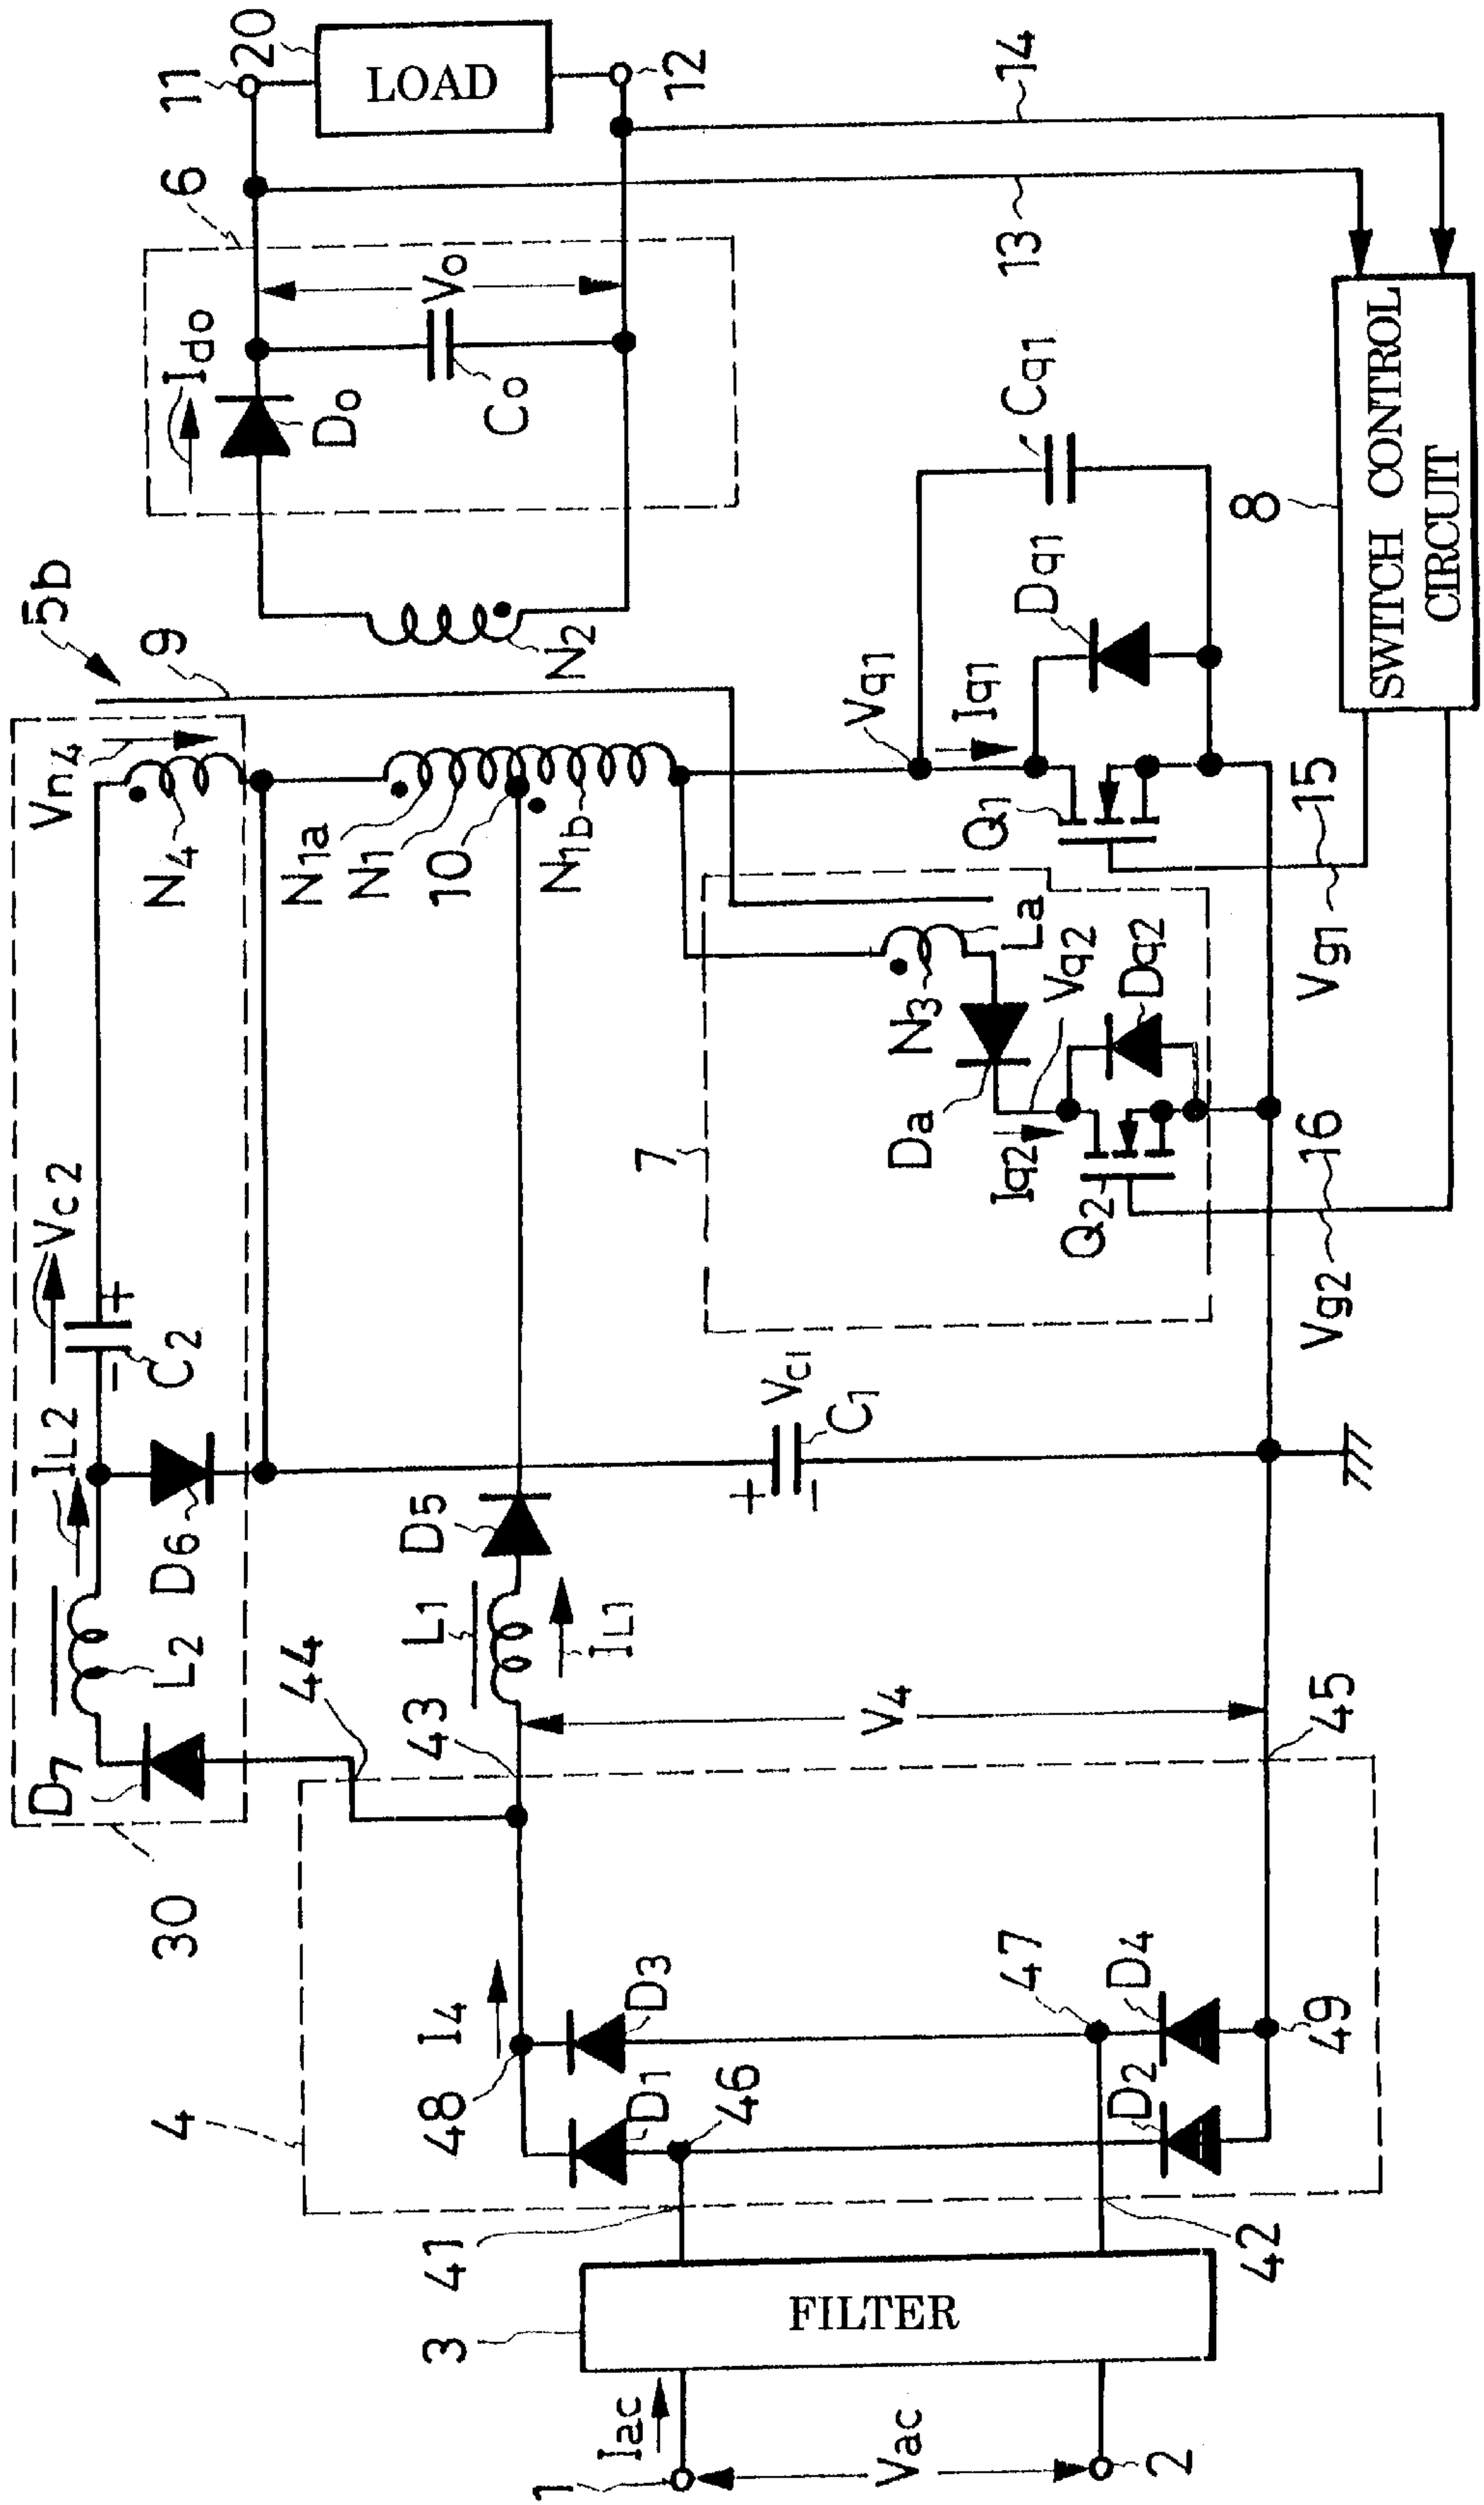 30
D7
L2
IL2
Vc2
C2
D6
44
Vn4
N4
5b
9
N1a
N1
10
N1b
N2
Ido
Do
Co
Vo
6
11
20
LOAD
12
13
14
4
48
I4
43
L1
IL1
D5
D3
D1
46
47
D4
D2
49
V4
45
Vc1
C1
7
Da
N3
La
Vq2
Iq2
Q2
Dq2
Vq1
Iq1
Q1
Dq1
Cq1
Vg2
16
Vg1
15
8
SWITCH CONTROL
CIRCUIT
1
Iac
Vac
2
3
FILTER
41
42